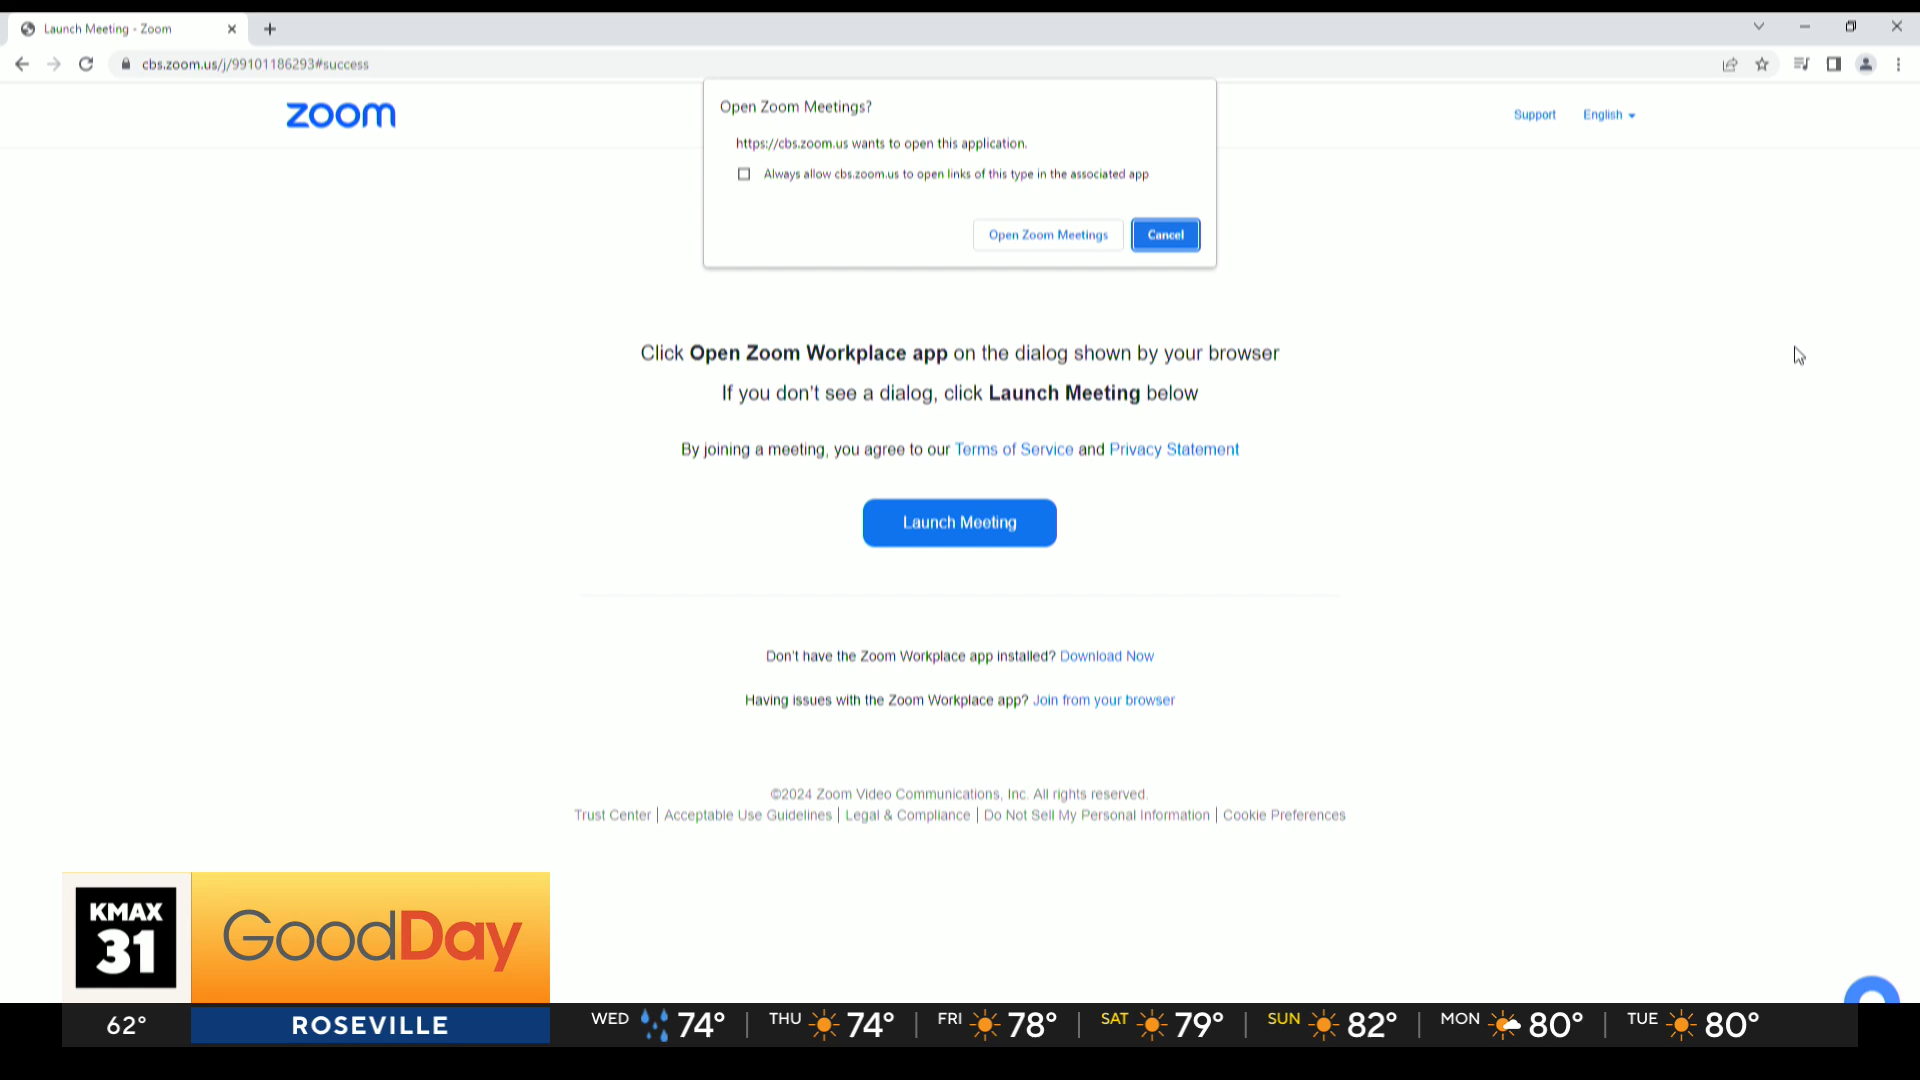 Launch Meeting - Zoom
cbs.zoom.us/j/99101186293#success
zoom
Support English
Open Zoom Meetings?
https://cbs.zoom.us wants to open this application.
Always allow cbs.zoom.us to open links of this type in the associated app
Open Zoom Meetings Cancel
Click Open Zoom Workplace app on the dialog shown by your browser
If you don't see a dialog, click Launch Meeting below
By joining a meeting, you agree to our Terms of Service and Privacy Statement
Launch Meeting
Don't have the Zoom Workplace app installed? Download Now
Having issues with the Zoom Workplace app? Join from your browser
©2024 Zoom Video Communications, Inc. All rights reserved.
Trust Center | Acceptable Use Guidelines | Legal & Compliance | Do Not Sell My Personal Information | Cookie Preferences
KMAX
31
GoodDay
62° ROSEVILLE WED 74° | THU 74° | FRI 78° | SAT 79° | SUN 82° | MON 80° | TUE 80°